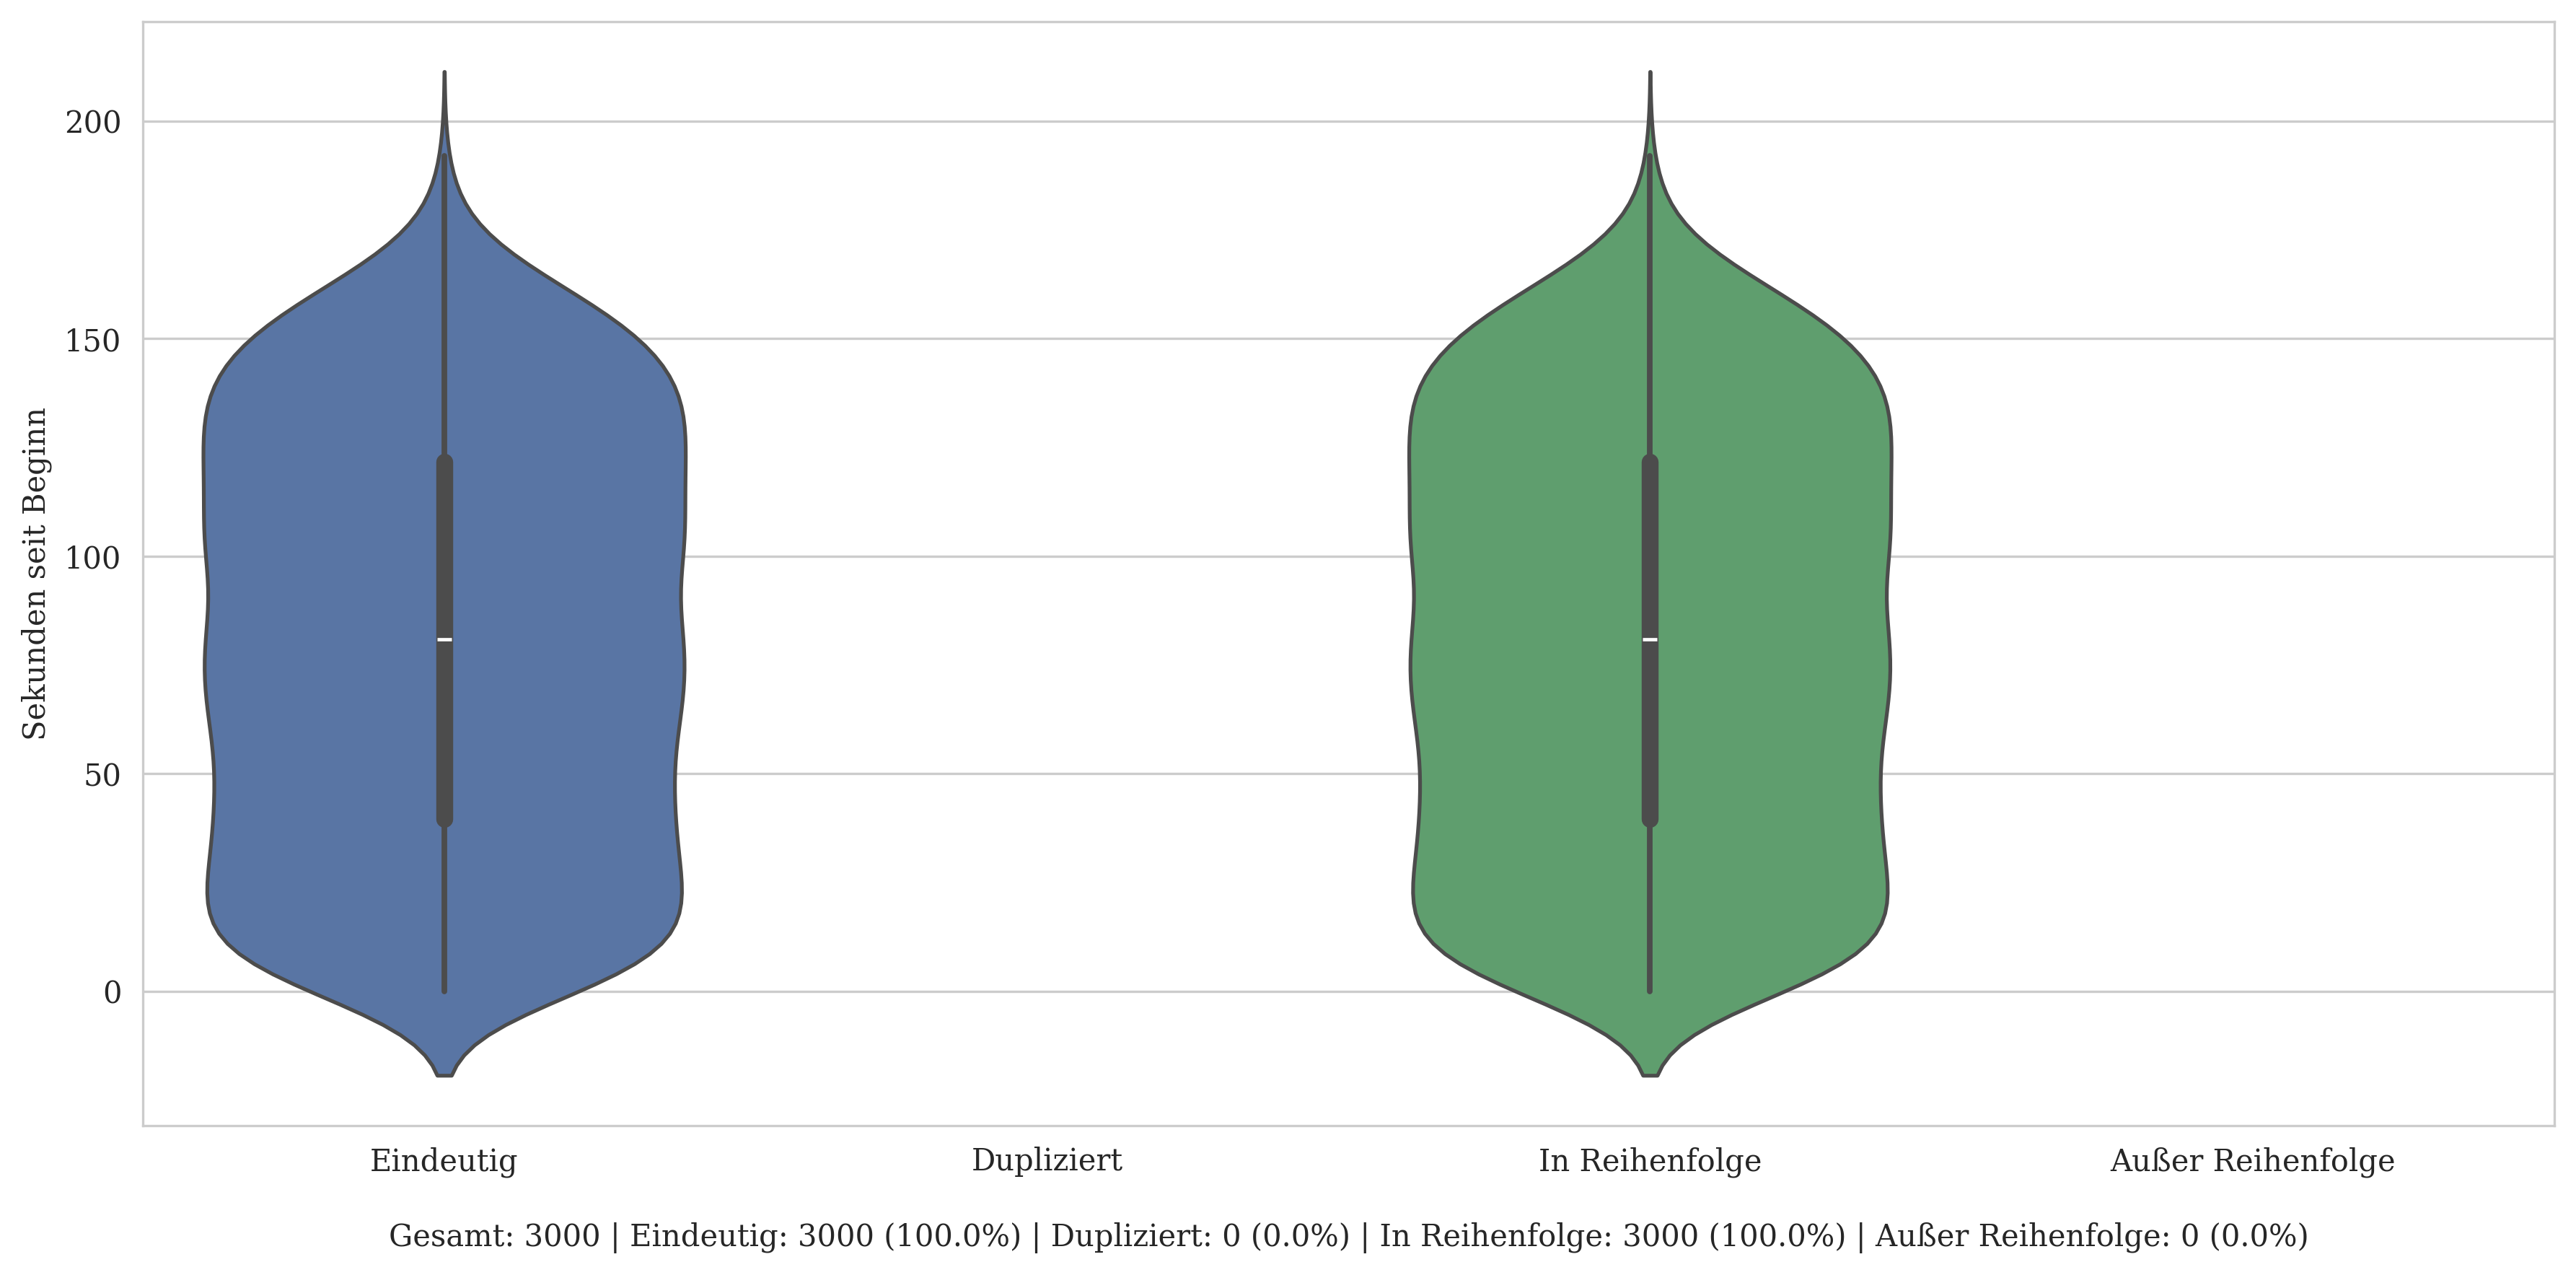 Sekunden seit Beginn
200
150
100
50
0
Eindeutig
Dupliziert
In Reihenfolge
Außer Reihenfolge
Gesamt: 3000 | Eindeutig: 3000 (100.0%) | Dupliziert: 0 (0.0%) | In Reihenfolge: 3000 (100.0%) | Außer Reihenfolge: 0 (0.0%)